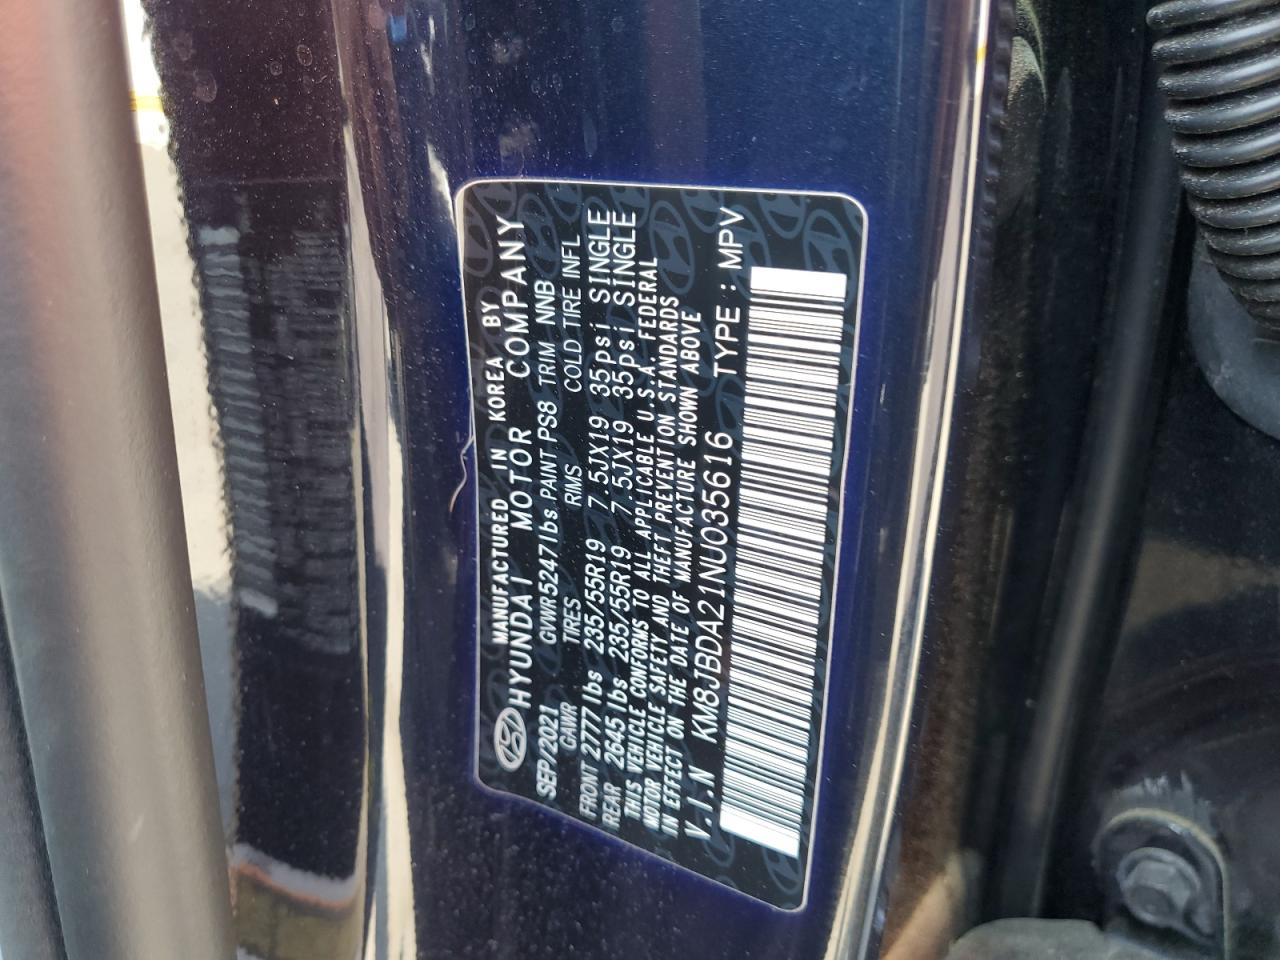 MANUFACTURED IN KOREA BY
HYUNDAI MOTOR COMPANY
SEP/2021 GVWR5247lbs PAINT PS8 TRIM NNB
GAWR TIRES RIMS COLD TIRE INFL
FRONT 2777lbs 235/55R19 7.5JX19 35psi SINGLE
REAR 2645lbs 235/55R19 7.5JX19 35psi SINGLE
THIS VEHICLE CONFORMS TO ALL APPLICABLE U.S.A. FEDERAL
MOTOR VEHICLE SAFETY AND THEFT PREVENTION STANDARDS
IN EFFECT ON THE DATE OF MANUFACTURE SHOWN ABOVE
V.I.N KM8JBDA21NU035616 TYPE : MPV